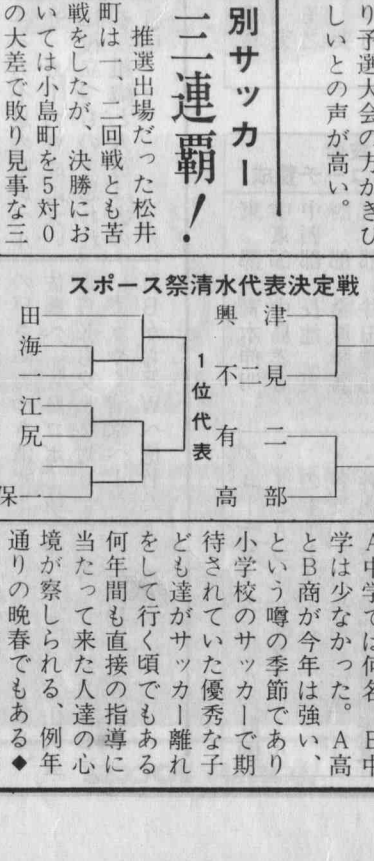 り予選大会の方がきび
しいとの声が高い。
別サッカー
三連覇!
推選出場だった松井
町は一、二回戦とも苦
戦をしたが、決勝にお
いては小島町を5対0
の大差で敗り見事な三
スポース祭清水代表決定戦
津
見
二
部
興
不二
有
高
1位代表
田
海一
江尻
一
保
学は少なかった。A高
とB商が今年は強い、
という噂の季節であり
小学校のサッカーで期
待されていた優秀な子
ども達がサッカー離れ
をして行く頃でもある
何年間も直接の指導に
当たって来た人達の心
境が察しられる、例年
通りの晩春でもある◆